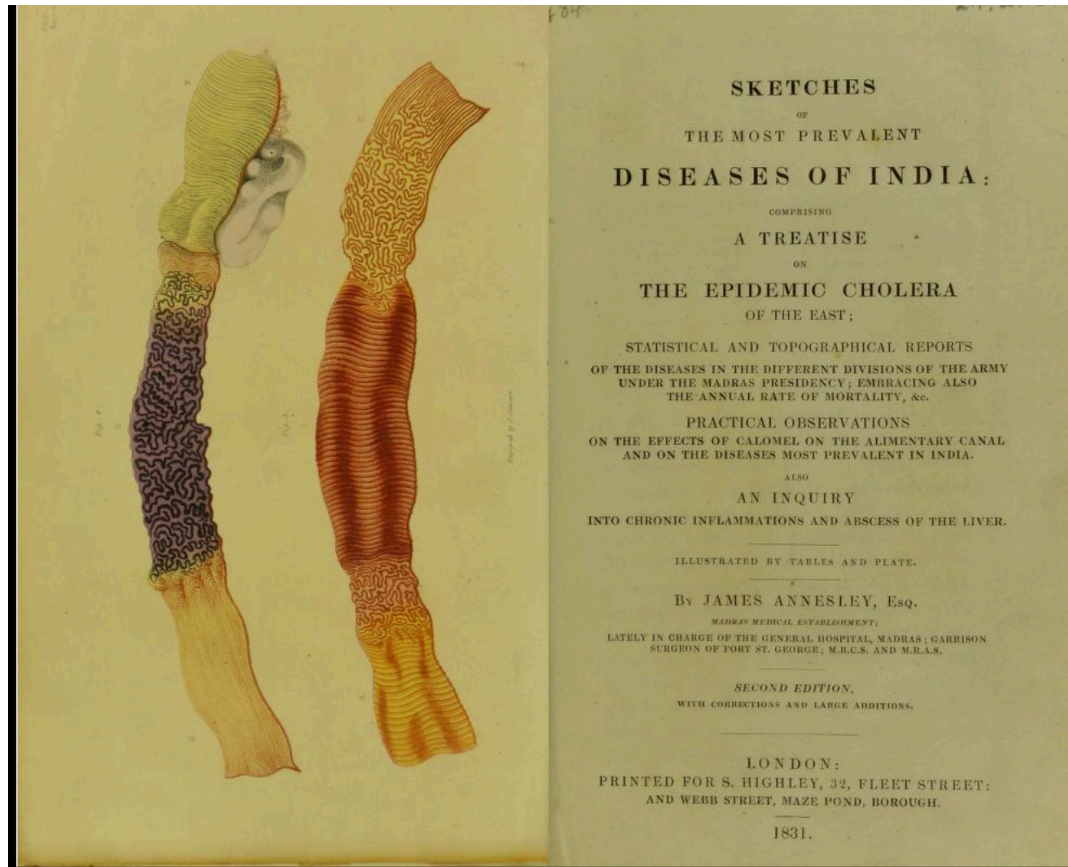 Fig. 1.
Fig. 2.
SKETCHES
OF
THE MOST PREVALENT
DISEASES OF INDIA:
COMPRISING
A TREATISE
ON
THE EPIDEMIC CHOLERA
OF THE EAST;
STATISTICAL AND TOPOGRAPHICAL REPORTS
OF THE DISEASES IN THE DIFFERENT DIVISIONS OF THE ARMY
UNDER THE MADRAS PRESIDENCY; EMBRACING ALSO
THE ANNUAL RATE OF MORTALITY, &c.
PRACTICAL OBSERVATIONS
ON THE EFFECTS OF CALOMEL ON THE ALIMENTARY CANAL
AND ON THE DISEASES MOST PREVALENT IN INDIA.
ALSO
AN INQUIRY
INTO CHRONIC INFLAMMATIONS AND ABSCESS OF THE LIVER.
ILLUSTRATED BY TABLES AND PLATE.
By JAMES ANNESLEY, Esq.
MADRAS MEDICAL ESTABLISHMENT;
LATELY IN CHARGE OF THE GENERAL HOSPITAL, MADRAS; GARRISON
SURGEON OF FORT ST. GEORGE; M.R.C.S. AND M.R.A.S.
SECOND EDITION,
WITH CORRECTIONS AND LARGE ADDITIONS.
LONDON:
PRINTED FOR S. HIGHLEY, 32, FLEET STREET;
AND WEBB STREET, MAZE POND, BOROUGH.
1831.